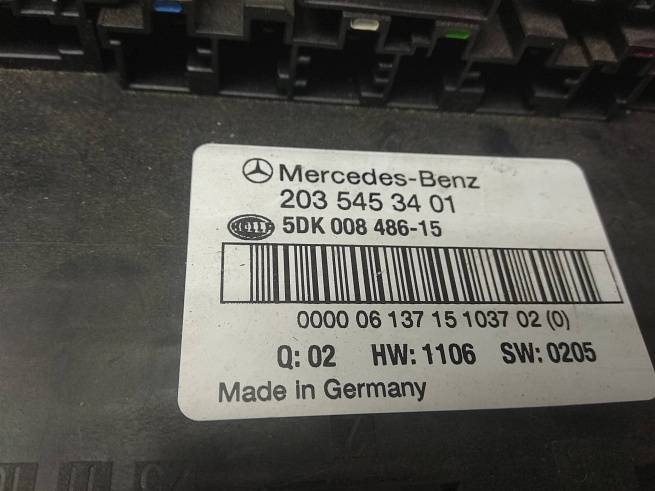 Mercedes-Benz
203 545 34 01
HELLA 5DK 008 486-15
0000 06 137 15 1037 02 (0)
Q: 02 HW: 1106 SW: 0205
Made in Germany